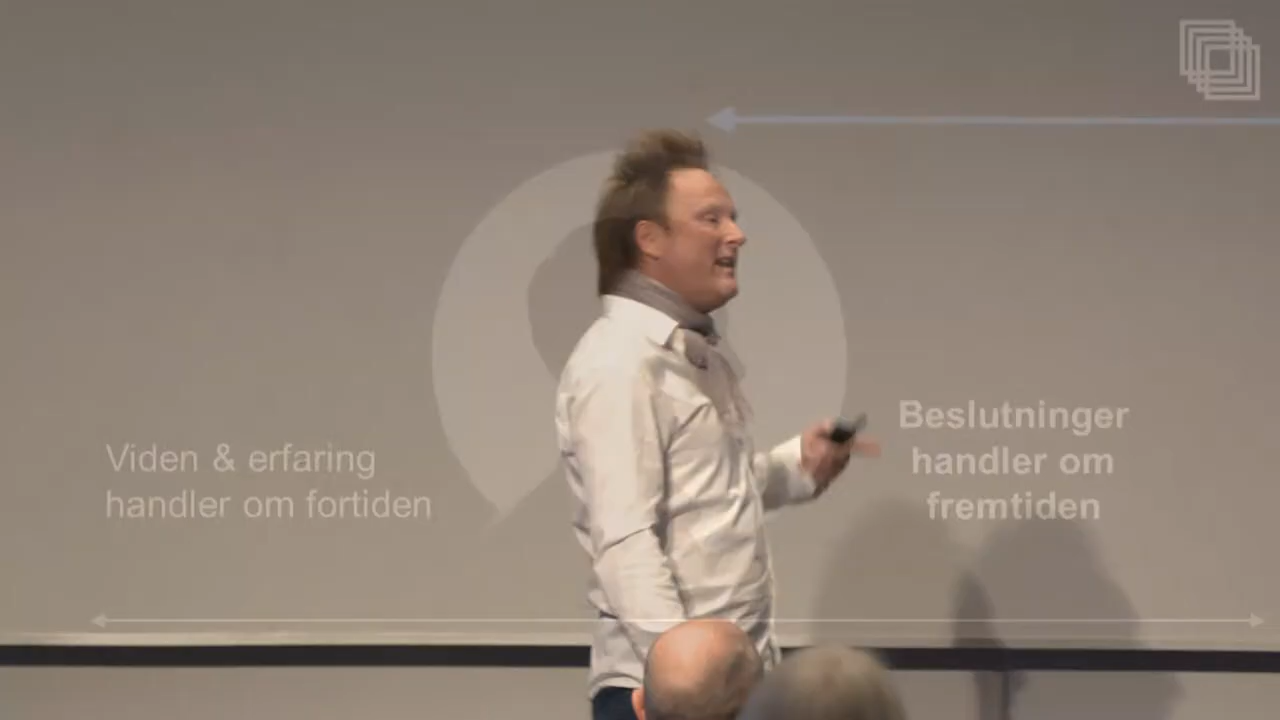 Viden & erfaring
handler om fortiden
Beslutninger
handler om
fremtiden